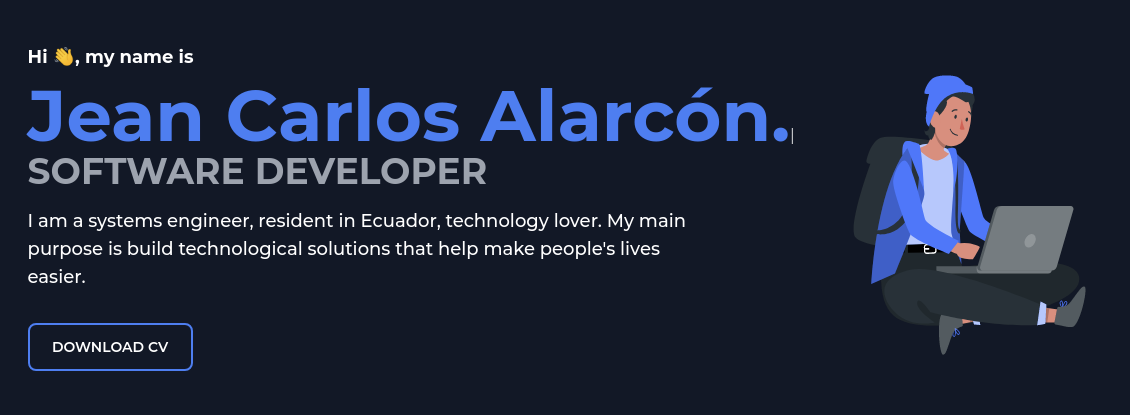 Hi 👋, my name is
Jean Carlos Alarcón.
SOFTWARE DEVELOPER
I am a systems engineer, resident in Ecuador, technology lover. My main
purpose is build technological solutions that help make people's lives
easier.
DOWNLOAD CV